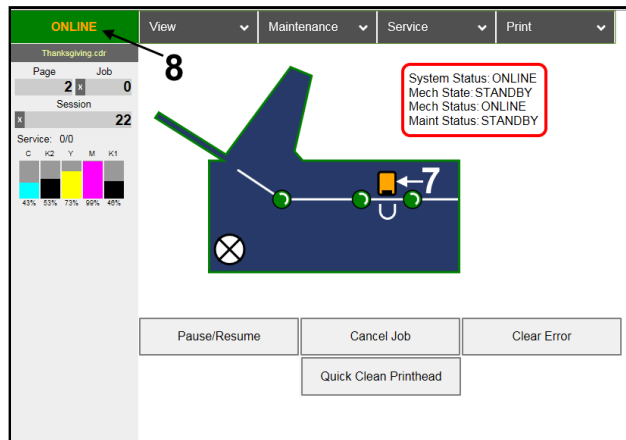 ONLINE
View
Maintenance
Service
Print
Thanksgiving.cdr
8
Page Job
2 x 0
Session
x 22
Service: 0/0
C K2 Y M K1
43% 53% 73% 99% 46%
System Status: ONLINE
Mech State: STANDBY
Mech Status: ONLINE
Maint Status: STANDBY
7
Pause/Resume
Cancel Job
Clear Error
Quick Clean Printhead